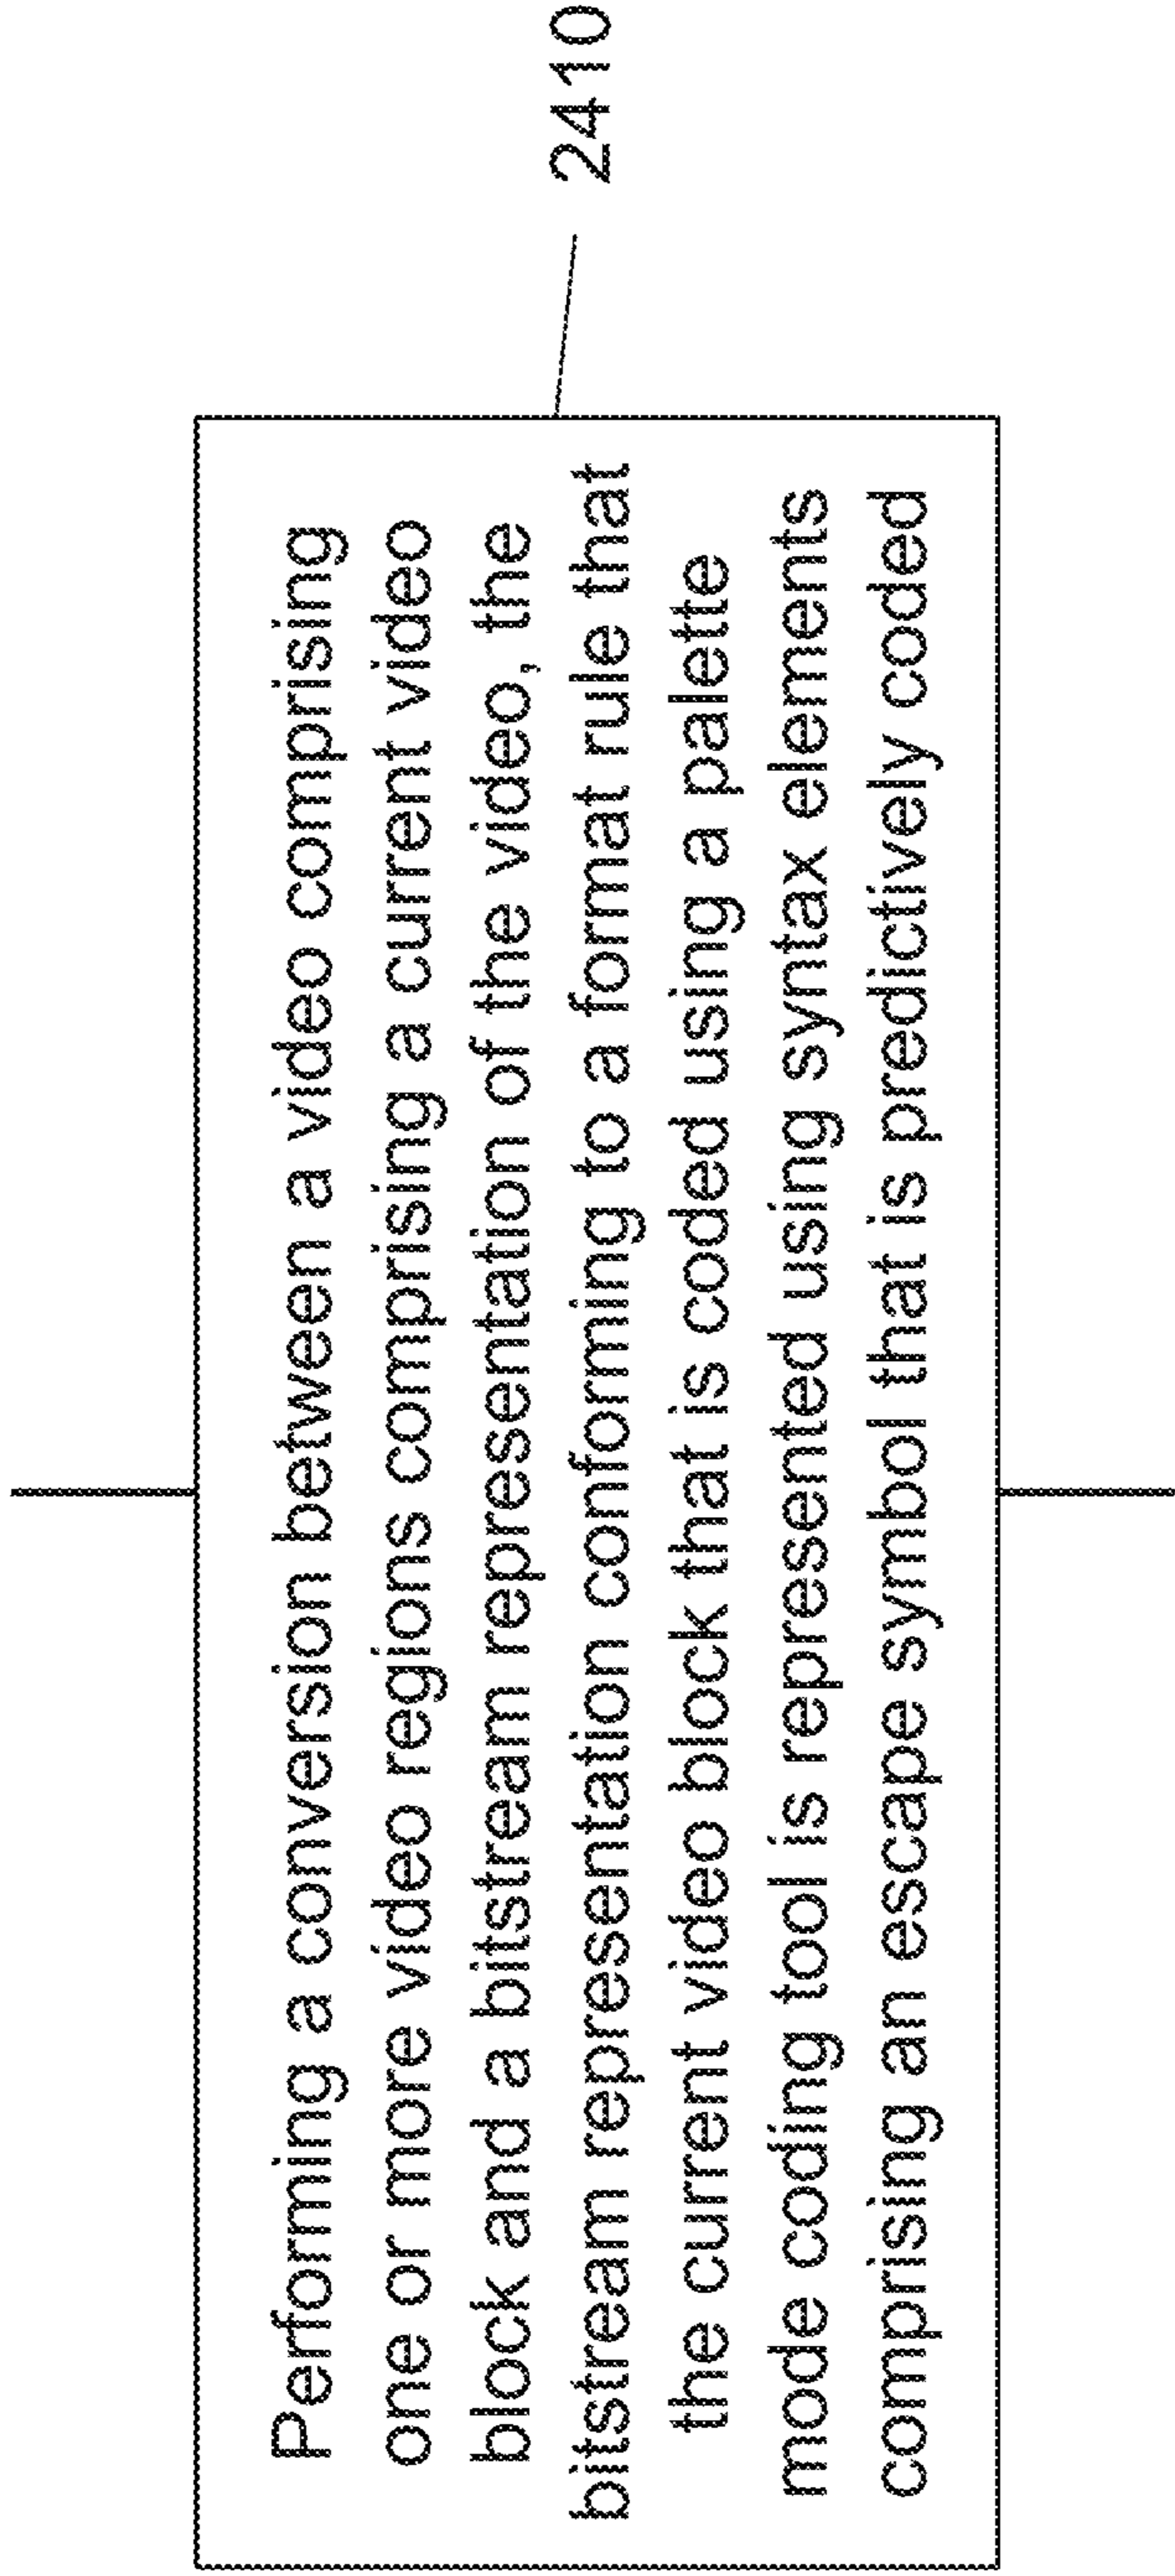 Performing a conversion between a video comprising
one or more video regions comprising a current video
block and a bitstream representation of the video, the
bitstream representation conforming to a format rule that
the current video block that is coded using a palette
mode coding tool is represented using syntax elements
comprising an escape symbol that is predictively coded
2410